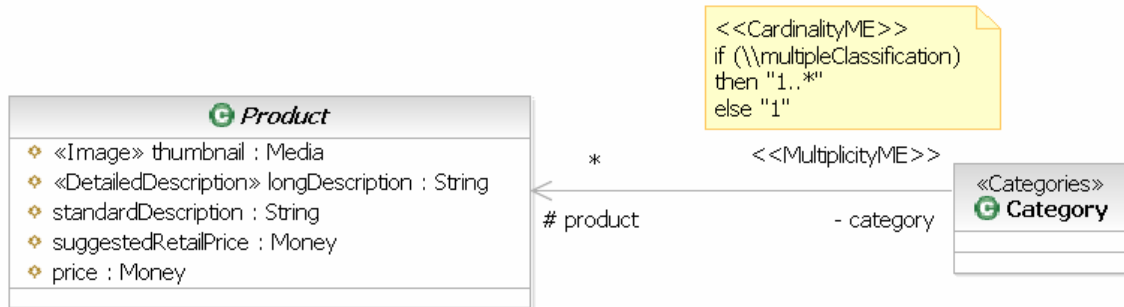 <<CardinalityME>>
if (\\multipleClassification)
then "1..*"
else "1"
Product
«Image» thumbnail : Media
«DetailedDescription» longDescription : String
standardDescription : String
suggestedRetailPrice : Money
price : Money
*
<<MultiplicityME>>
# product
- category
«Categories»
C Category